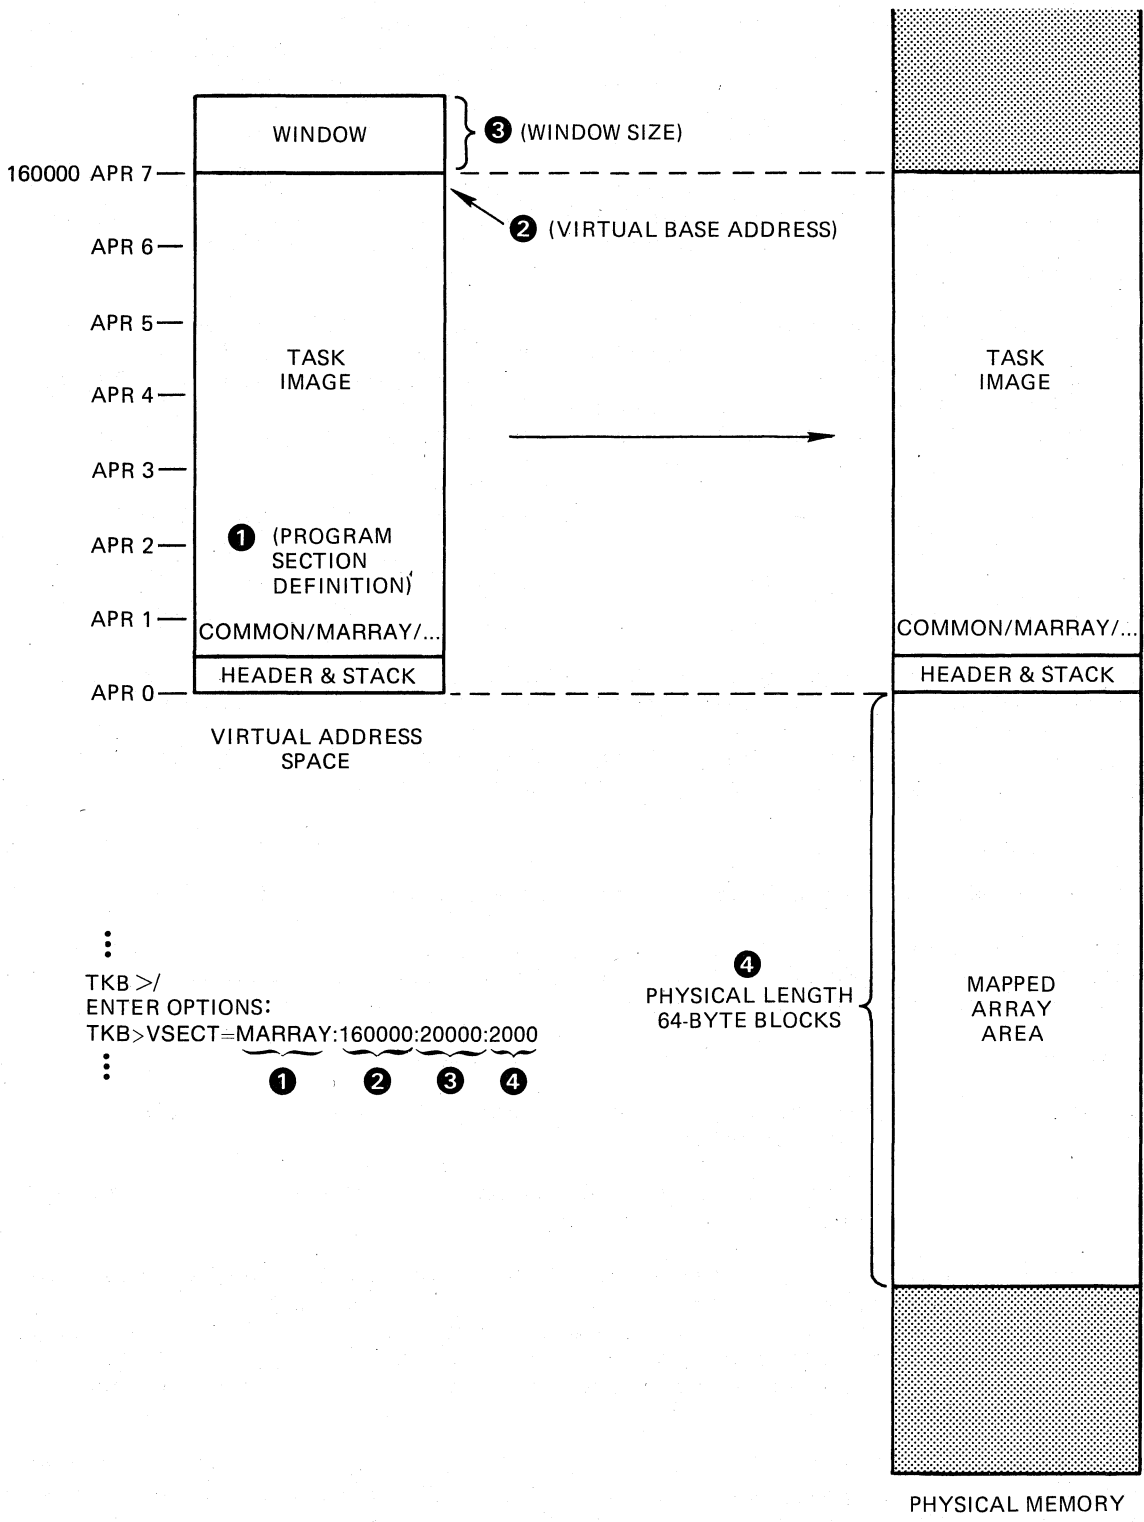 WINDOW
❸ (WINDOW SIZE)
160000 APR 7
❷ (VIRTUAL BASE ADDRESS)
APR 6
APR 5
TASK
IMAGE
TASK
IMAGE
APR 4
APR 3
❶ (PROGRAM
SECTION
DEFINITION)
APR 2
APR 1
COMMON/MARRAY/...
COMMON/MARRAY/...
HEADER & STACK
HEADER & STACK
APR 0
VIRTUAL ADDRESS
SPACE
TKB >/
ENTER OPTIONS:
TKB>VSECT=MARRAY:160000:20000:2000
❶ ❷ ❸ ❹
❹
PHYSICAL LENGTH
64-BYTE BLOCKS
MAPPED
ARRAY
AREA
PHYSICAL MEMORY